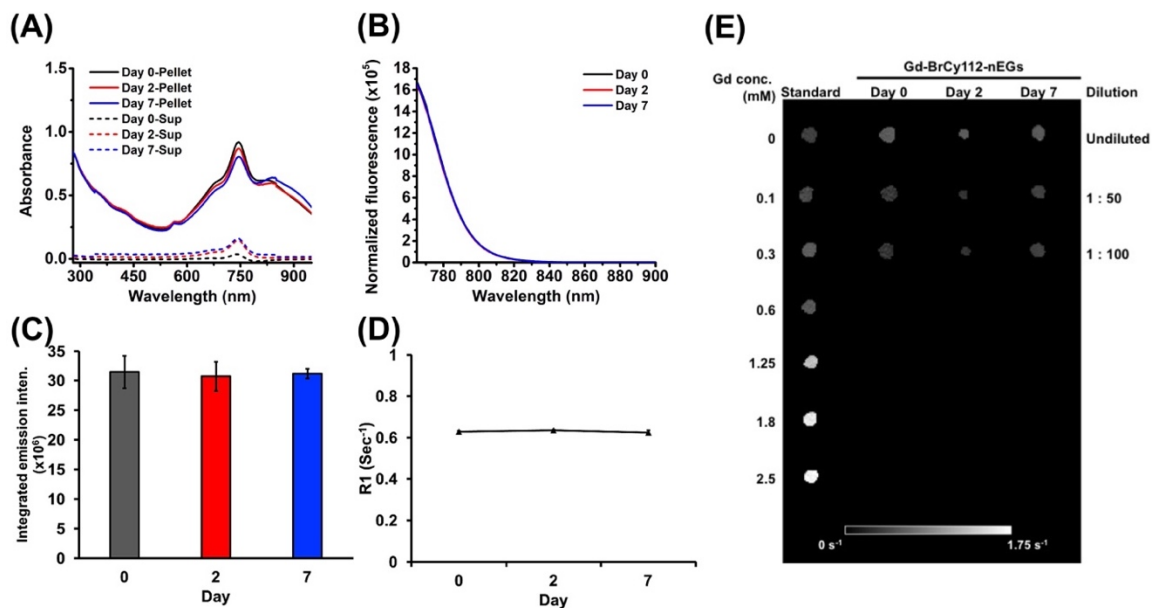 (A)
Day 0-Pellet
Day 2-Pellet
Day 7-Pellet
Day 0-Sup
Day 2-Sup
Day 7-Sup
Absorbance
1.5
1.0
0.5
0.0
300 450 600 750 900
Wavelength (nm)
(B)
Day 0
Day 2
Day 7
Normalized fluorescence (x10⁵)
18
16
14
12
10
8
6
4
2
0
780 800 820 840 860 880 900
Wavelength (nm)
(C)
Integrated emission inten.
(x10⁶)
35
30
25
20
15
10
5
0
0 2 7
Day
(D)
R1 (Sec⁻¹)
1
0.8
0.6
0.4
0.2
0
0 2 7
Day
(E)
Gd-BrCy112-nEGs
Gd conc.
(mM) Standard Day 0 Day 2 Day 7 Dilution
0 Undiluted
0.1 1 : 50
0.3 1 : 100
0.6
1.25
1.8
2.5
0 s⁻¹ 1.75 s⁻¹